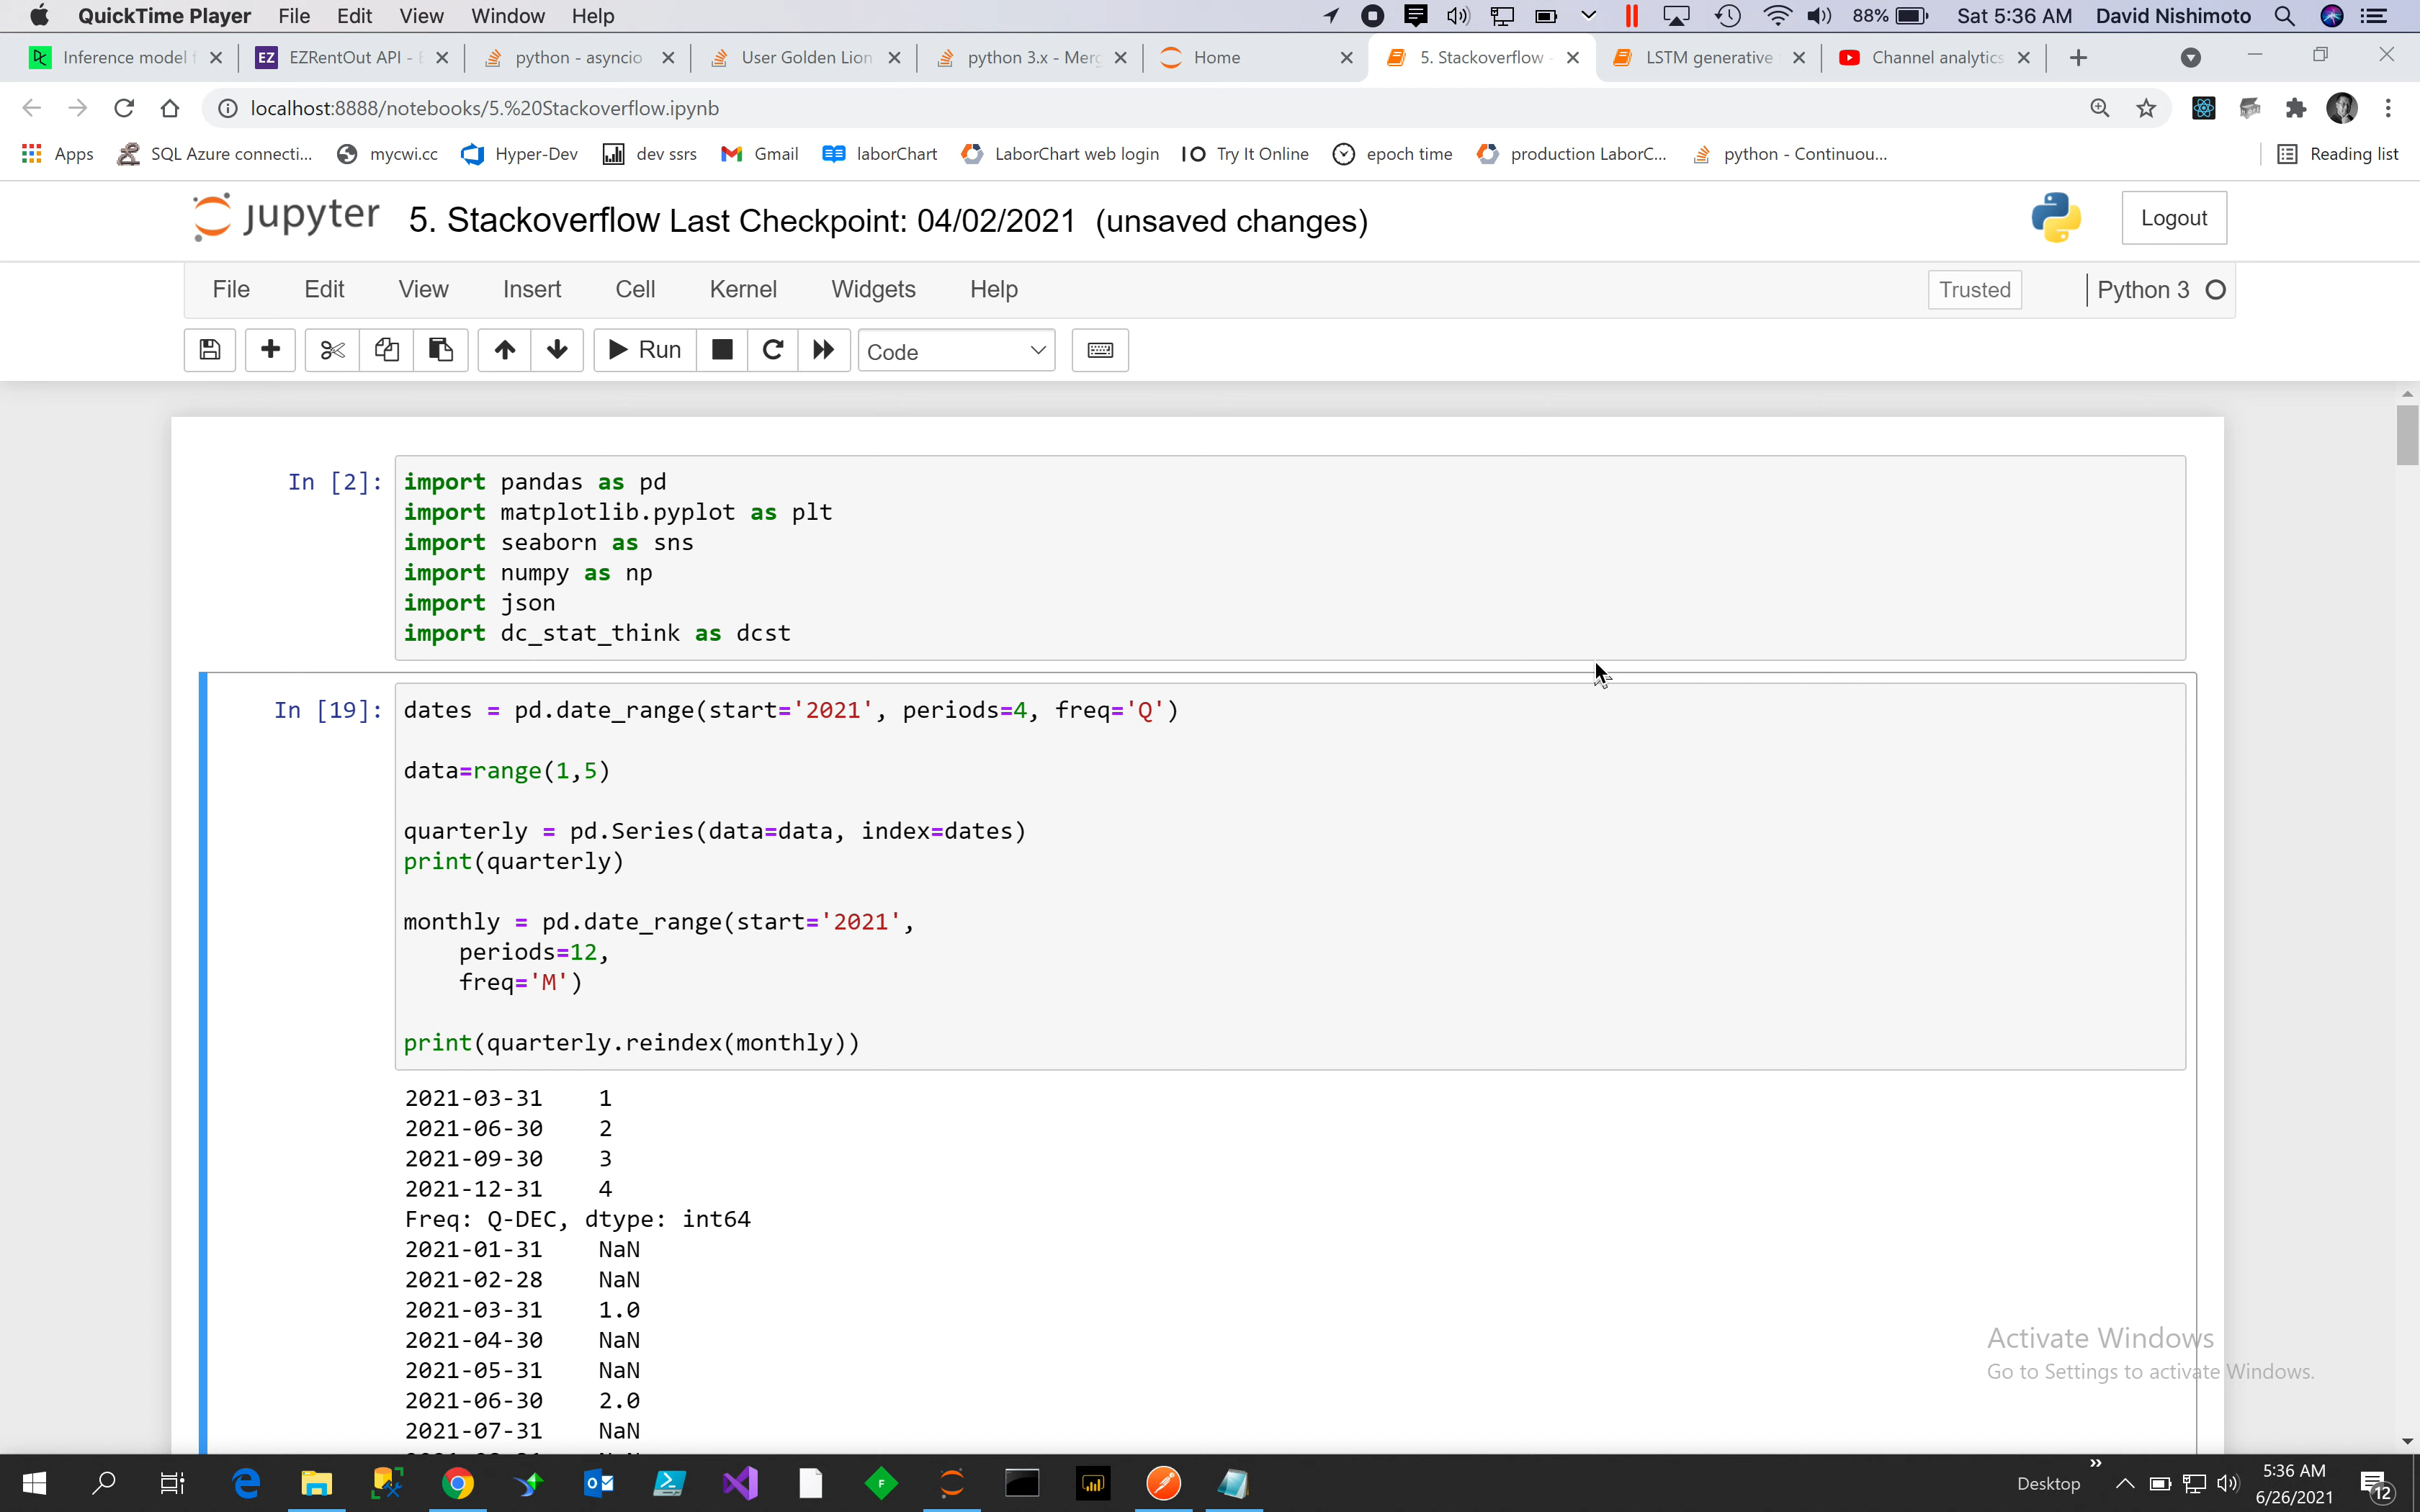 QuickTime Player File Edit View Window Help 88% Sat 5:36 AM David Nishimoto
Inference model f EZ EZRentOut API - E python - asyncio User Golden Lion python 3.x - Merg Home 5. Stackoverflow - LSTM generative Channel analytics
localhost:8888/notebooks/5.%20Stackoverflow.ipynb
Apps SQL Azure connecti... mycwi.cc Hyper-Dev dev ssrs Gmail laborChart LaborChart web login Try It Online epoch time production LaborC... python - Continuou... Reading list
jupyter 5. Stackoverflow Last Checkpoint: 04/02/2021 (unsaved changes) Logout
File Edit View Insert Cell Kernel Widgets Help Trusted Python 3
Run Code
In [2]: import pandas as pd
import matplotlib.pyplot as plt
import seaborn as sns
import numpy as np
import json
import dc_stat_think as dcst
In [19]: dates = pd.date_range(start='2021', periods=4, freq='Q')
data=range(1,5)
quarterly = pd.Series(data=data, index=dates)
print(quarterly)
monthly = pd.date_range(start='2021',
periods=12,
freq='M')
print(quarterly.reindex(monthly))
2021-03-31 1
2021-06-30 2
2021-09-30 3
2021-12-31 4
Freq: Q-DEC, dtype: int64
2021-01-31 NaN
2021-02-28 NaN
2021-03-31 1.0
2021-04-30 NaN
2021-05-31 NaN
2021-06-30 2.0
2021-07-31 NaN
Activate Windows
Go to Settings to activate Windows.
Desktop 5:36 AM
6/26/2021 12